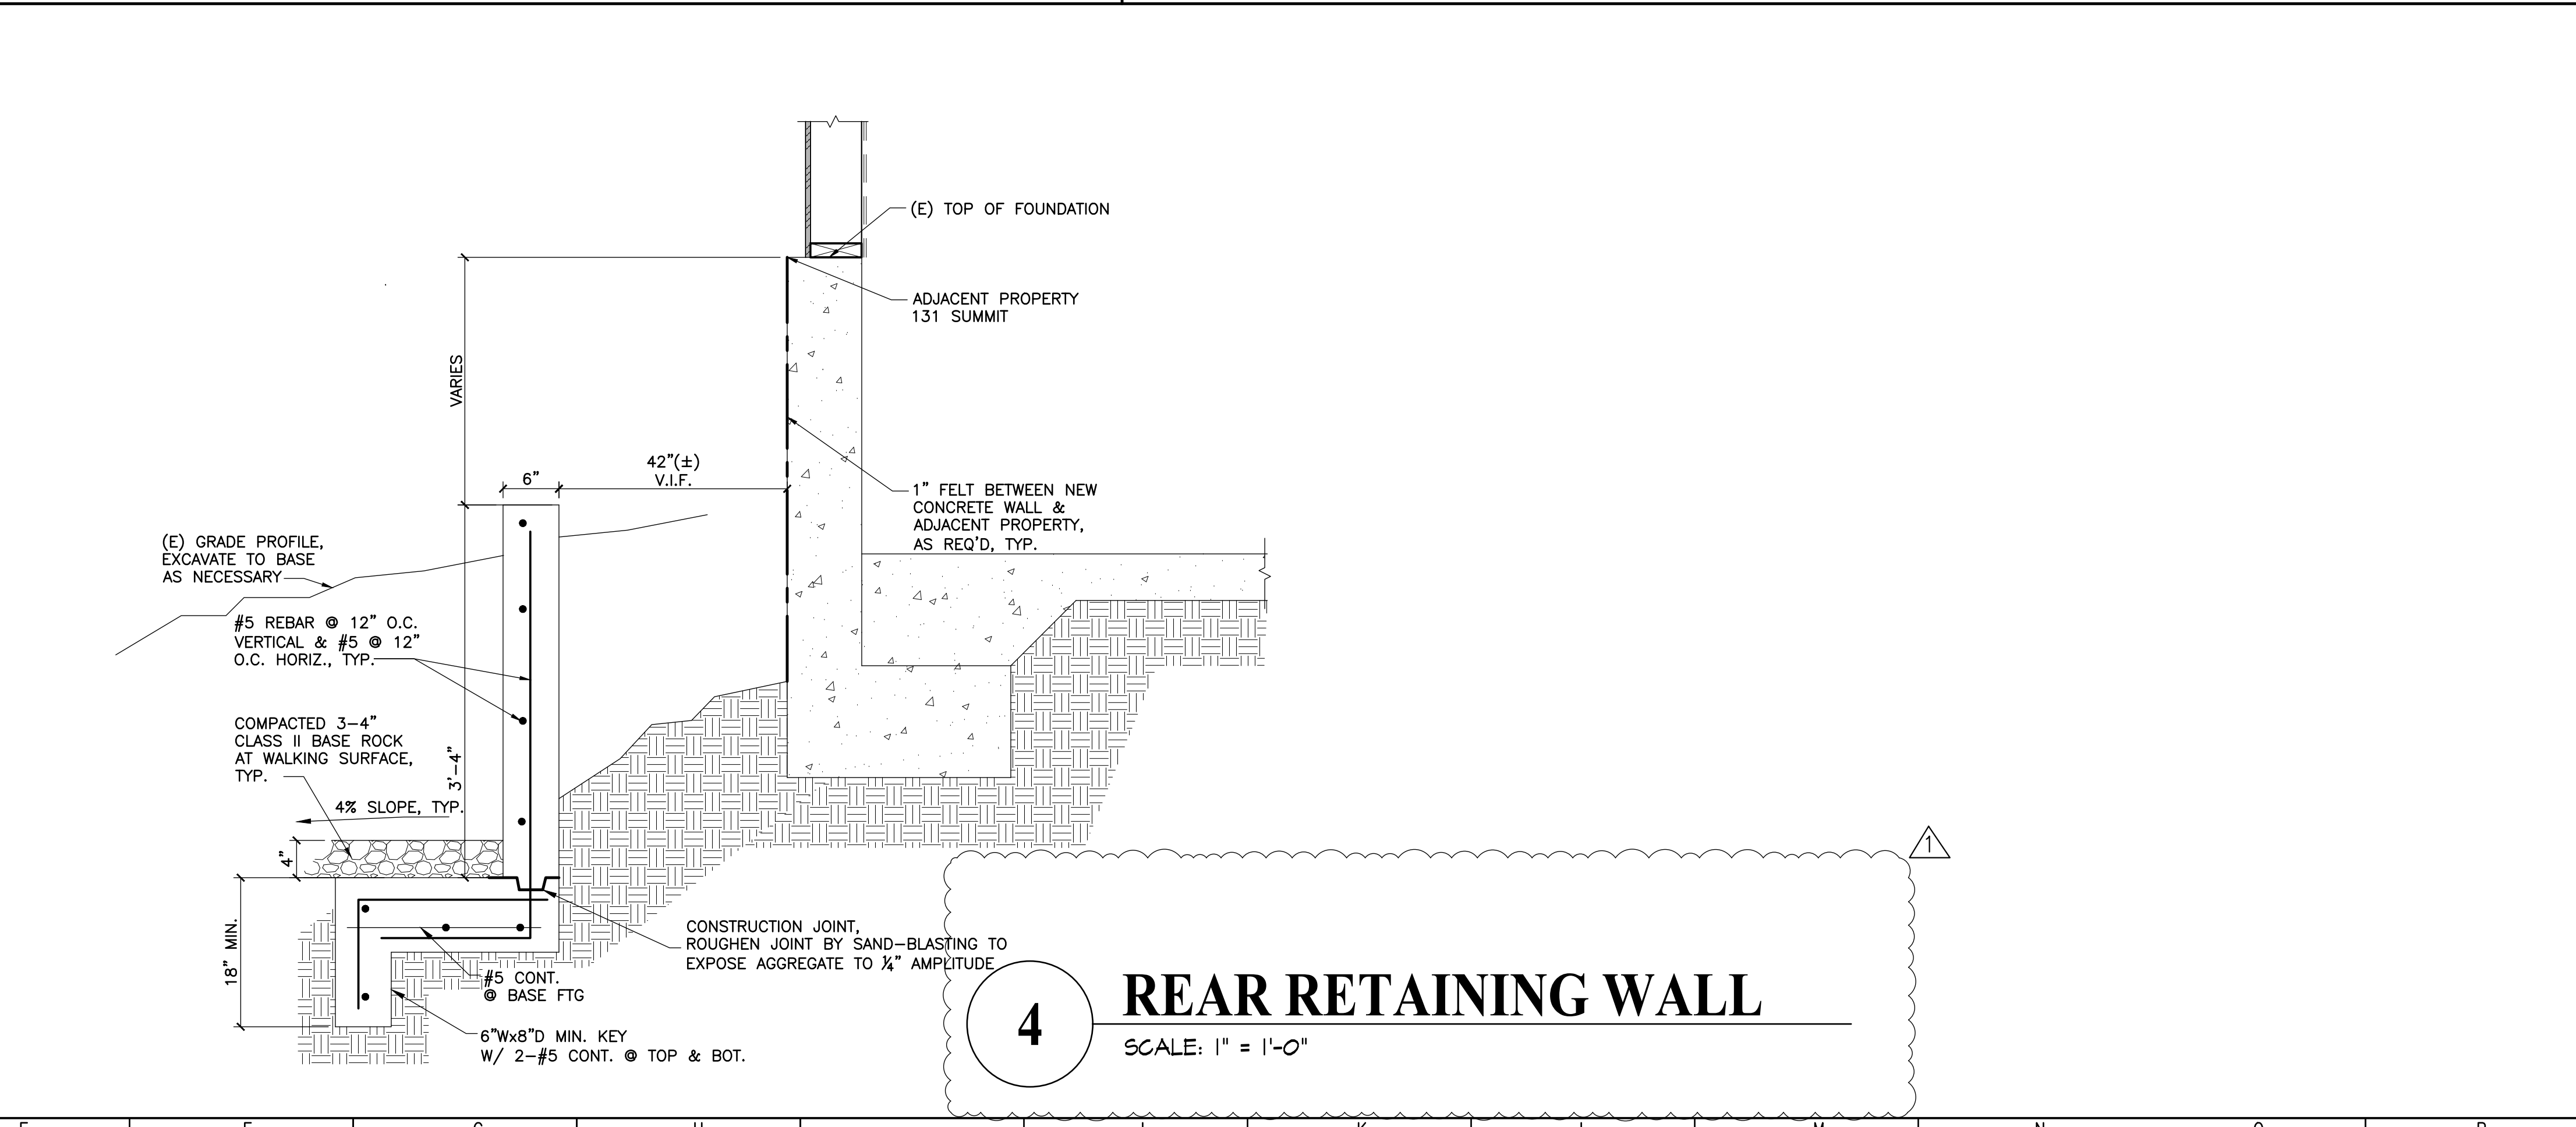 (E) TOP OF FOUNDATION
ADJACENT PROPERTY
131 SUMMIT
VARIES
6"
42"(±)
V.I.F.
1" FELT BETWEEN NEW
CONCRETE WALL &
ADJACENT PROPERTY,
AS REQ'D, TYP.
(E) GRADE PROFILE,
EXCAVATE TO BASE
AS NECESSARY
#5 REBAR @ 12" O.C.
VERTICAL & #5 @ 12"
O.C. HORIZ., TYP.
COMPACTED 3-4"
CLASS II BASE ROCK
AT WALKING SURFACE,
TYP.
3'-4"
4% SLOPE, TYP.
4"
18" MIN.
CONSTRUCTION JOINT,
ROUGHEN JOINT BY SAND-BLASTING TO
EXPOSE AGGREGATE TO ¼" AMPLITUDE
#5 CONT.
@ BASE FTG
6"Wx8"D MIN. KEY
W/ 2-#5 CONT. @ TOP & BOT.
1
4
REAR RETAINING WALL
SCALE: 1" = 1'-0"